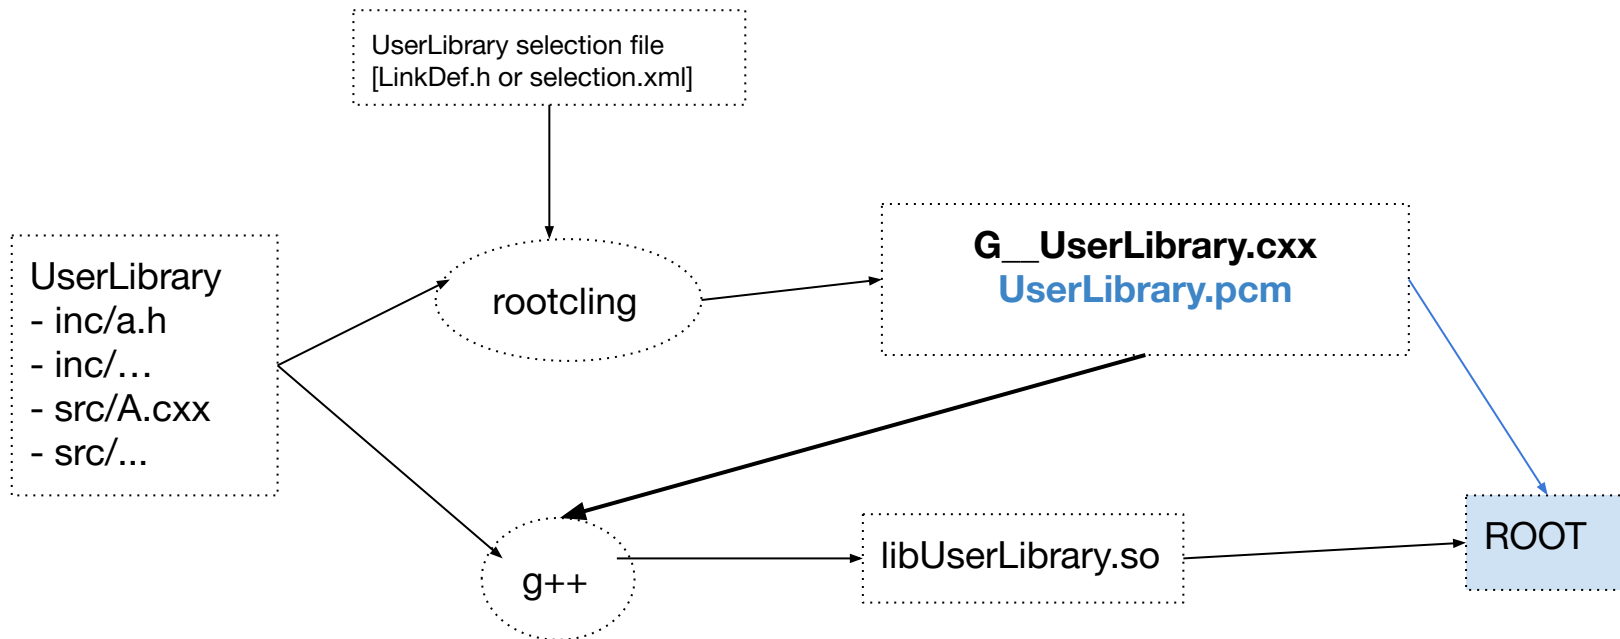 UserLibrary selection file
[LinkDef.h or selection.xml]
UserLibrary
- inc/a.h
- inc/…
- src/A.cxx
- src/...
rootcling
G__UserLibrary.cxx
UserLibrary.pcm
g++
libUserLibrary.so
ROOT